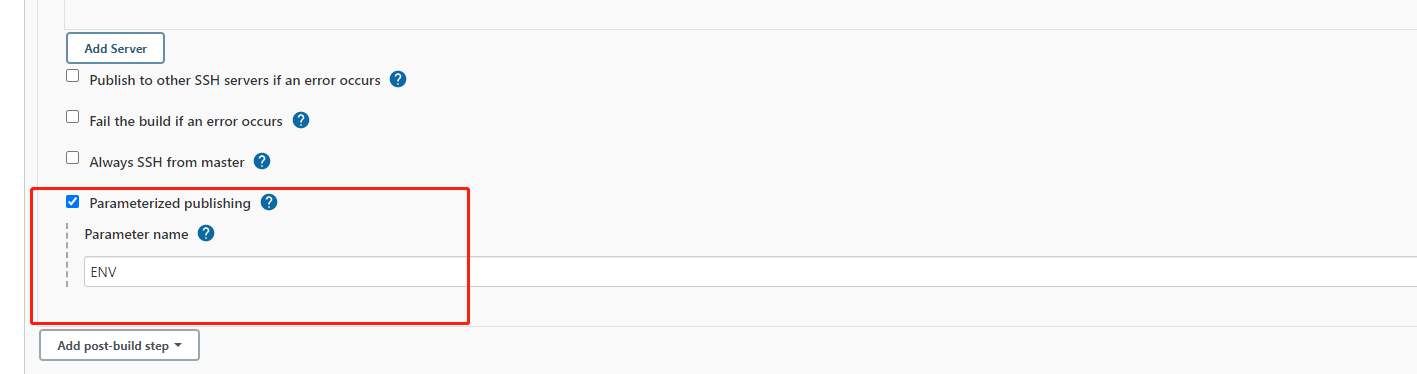 Add Server
Publish to other SSH servers if an error occurs ?
Fail the build if an error occurs ?
Always SSH from master ?
Parameterized publishing ?
Parameter name ?
ENV
Add post-build step